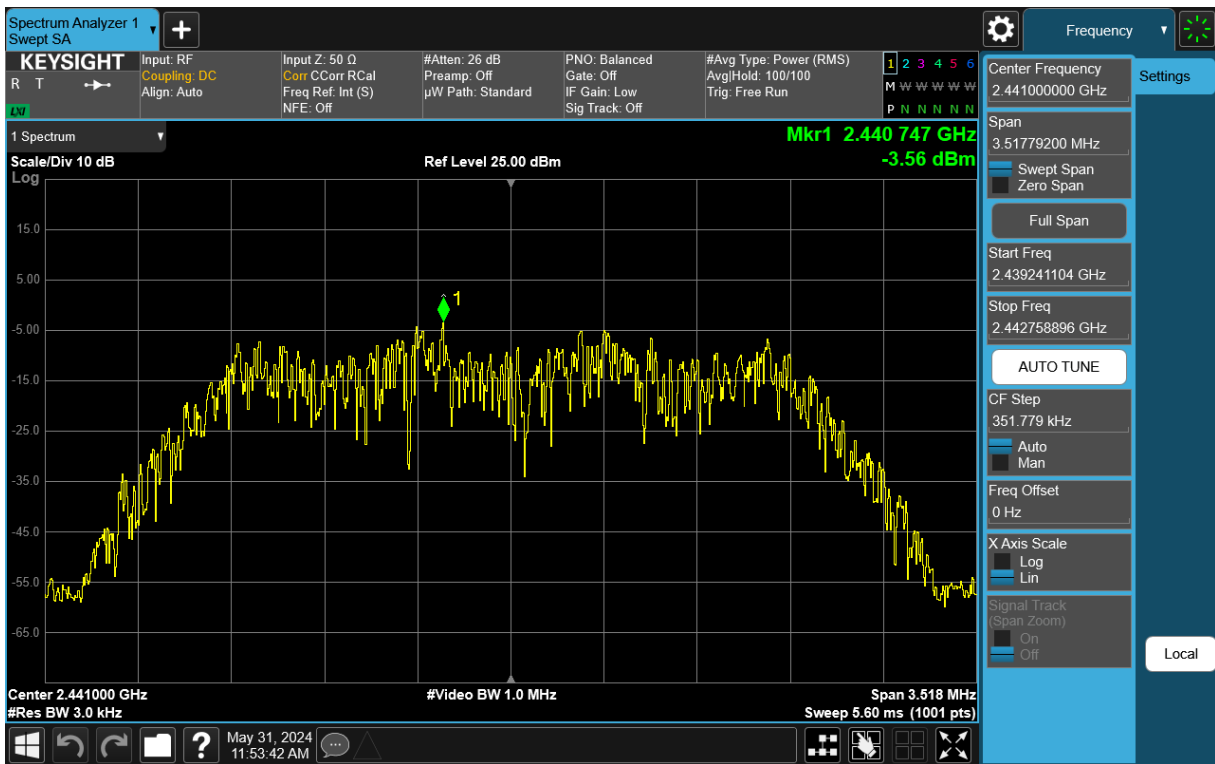 Spectrum Analyzer 1
Swept SA
Frequency
KEYSIGHT
R T
LXI
Input: RF
Coupling: DC
Align: Auto
Input Z: 50 Ω
Corr CCorr RCal
Freq Ref: Int (S)
NFE: Off
#Atten: 26 dB
Preamp: Off
µW Path: Standard
PNO: Balanced
Gate: Off
IF Gain: Low
Sig Track: Off
#Avg Type: Power (RMS)
Avg|Hold: 100/100
Trig: Free Run
1 2 3 4 5 6
M W W W W W
P N N N N N
1 Spectrum
Scale/Div 10 dB
Log
Ref Level 25.00 dBm
Mkr1 2.440 747 GHz
-3.56 dBm
15.0
5.00
-5.00
-15.0
-25.0
-35.0
-45.0
-55.0
-65.0
1
Center 2.441000 GHz
#Res BW 3.0 kHz
#Video BW 1.0 MHz
Span 3.518 MHz
Sweep 5.60 ms (1001 pts)
Center Frequency
2.441000000 GHz
Span
3.51779200 MHz
Swept Span
Zero Span
Full Span
Start Freq
2.439241104 GHz
Stop Freq
2.442758896 GHz
AUTO TUNE
CF Step
351.779 kHz
Auto
Man
Freq Offset
0 Hz
X Axis Scale
Log
Lin
Signal Track
(Span Zoom)
On
Off
Settings
Local
?
May 31, 2024
11:53:42 AM